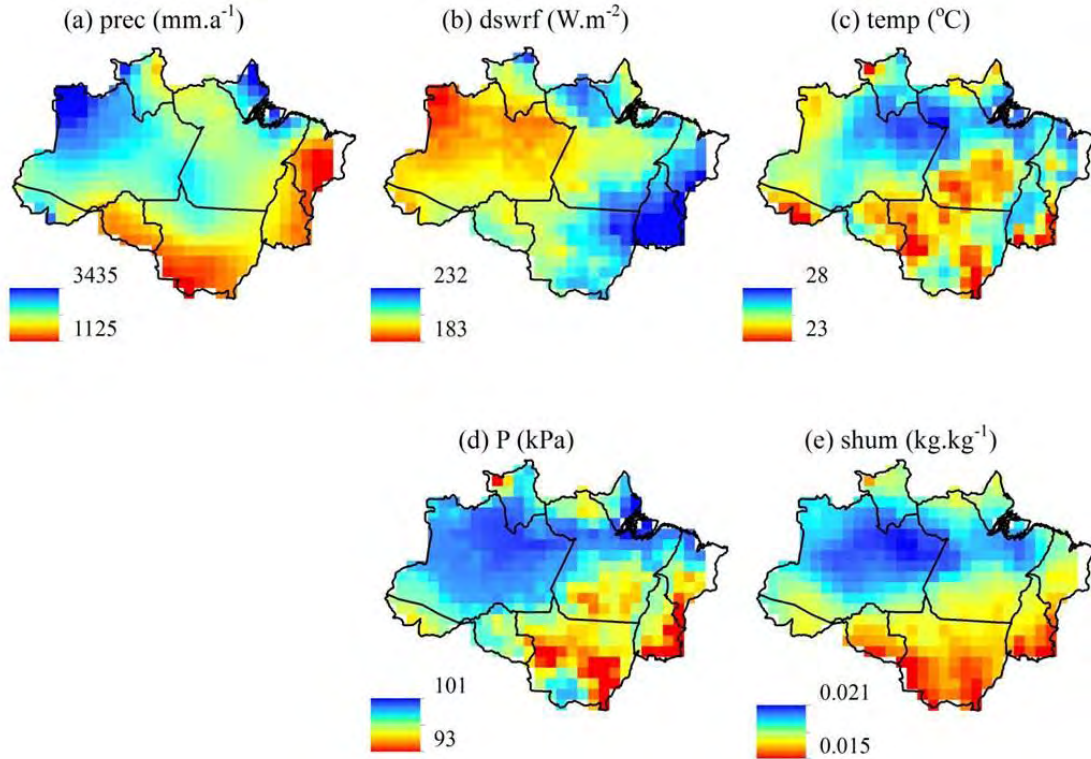 (a) prec (mm.a⁻¹)
(b) dswrf (W.m⁻²)
(c) temp (ºC)
3435
1125
232
183
28
23
(d) P (kPa)
(e) shum (kg.kg⁻¹)
101
93
0.021
0.015